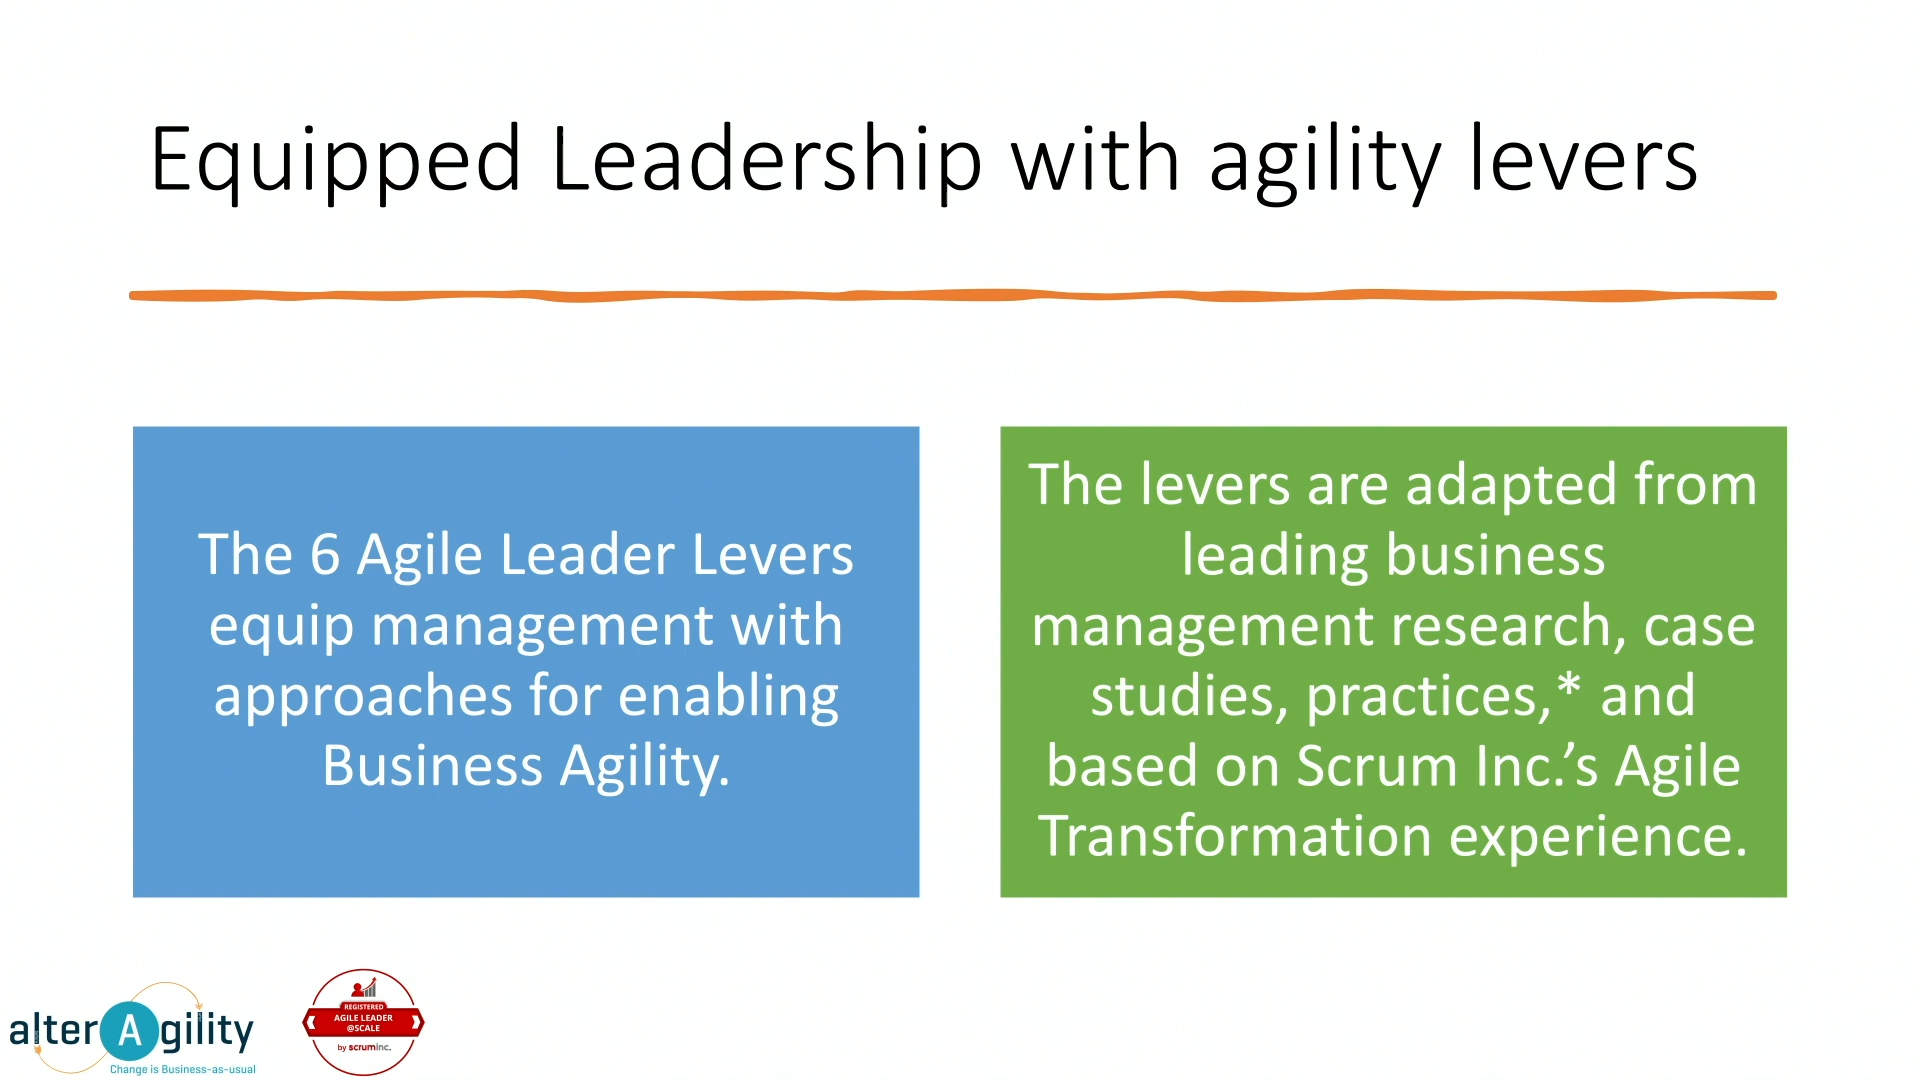 Equipped Leadership with agility levers
The 6 Agile Leader Levers
equip management with
approaches for enabling
Business Agility.
The levers are adapted from
leading business
management research, case
studies, practices,* and
based on Scrum Inc.’s Agile
Transformation experience.
alterAgility
Change is Business-as-usual
REGISTERED
AGILE LEADER
@SCALE
by scruminc.